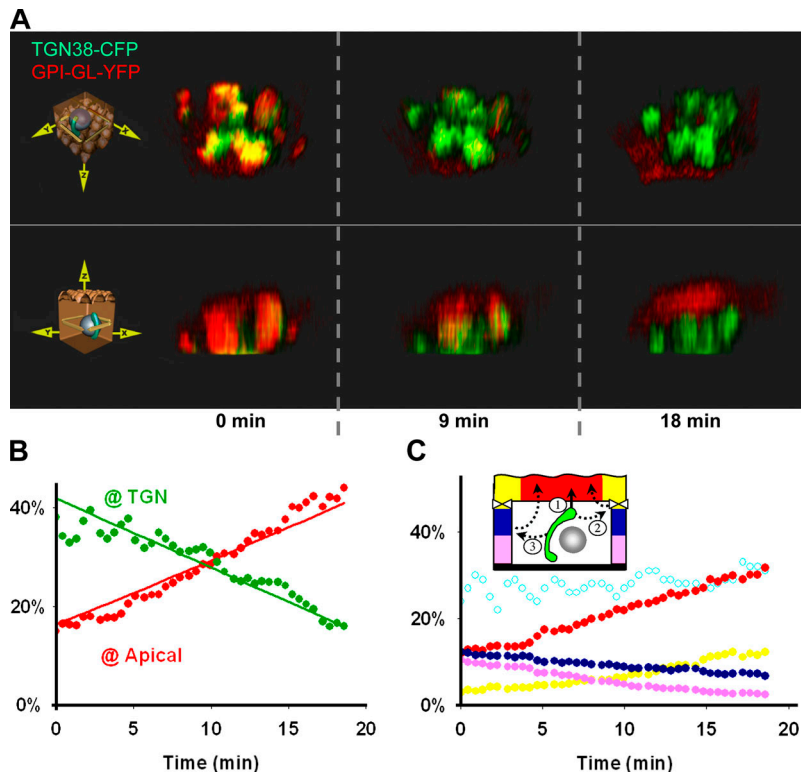 A
TGN38-CFP
GPI-GL-YFP
X
Y
Z
Z
Y
X
0 min
9 min
18 min
B
C
40%
20%
0%
@ TGN
@ Apical
0
5
10
15
20
Time (min)
40%
20%
0%
1
2
3
0
5
10
15
20
Time (min)